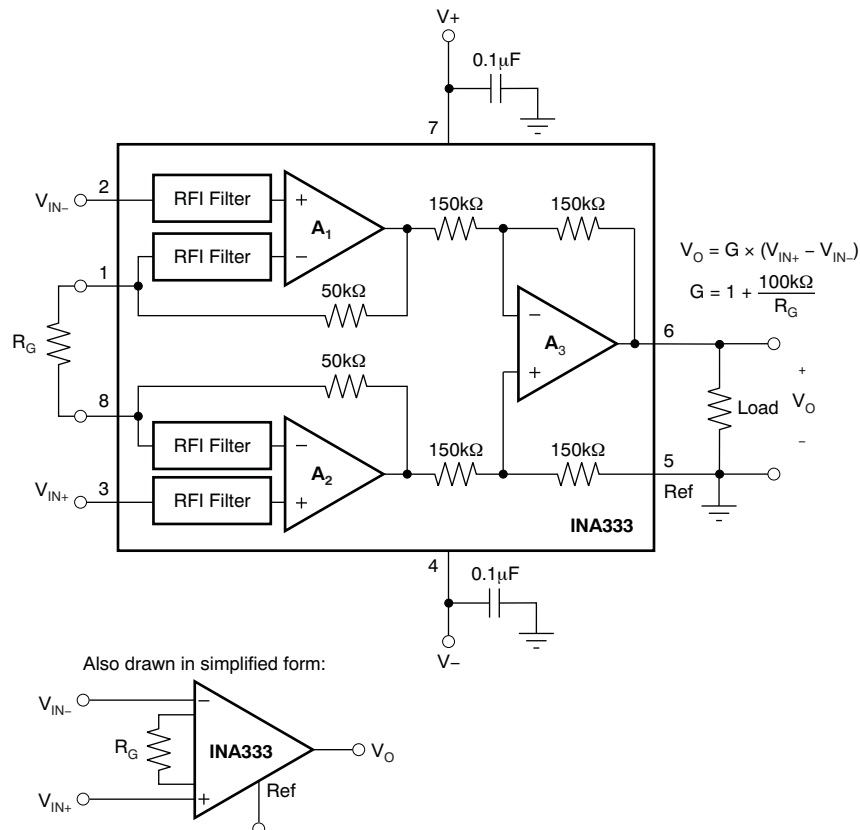 V+
0.1μF
7
2
V_IN−
RFI Filter
+
A₁
150kΩ
150kΩ
RFI Filter
−
1
V_O = G × (V_IN+ − V_IN−)
G = 1 + 100kΩ / R_G
50kΩ
R_G
−
A₃
+
6
8
50kΩ
+
Load
V_O
−
RFI Filter
−
A₂
150kΩ
150kΩ
V_IN+
3
RFI Filter
+
5
Ref
INA333
4
0.1μF
V−
Also drawn in simplified form:
V_IN−
−
R_G
INA333
V_O
V_IN+
+
Ref